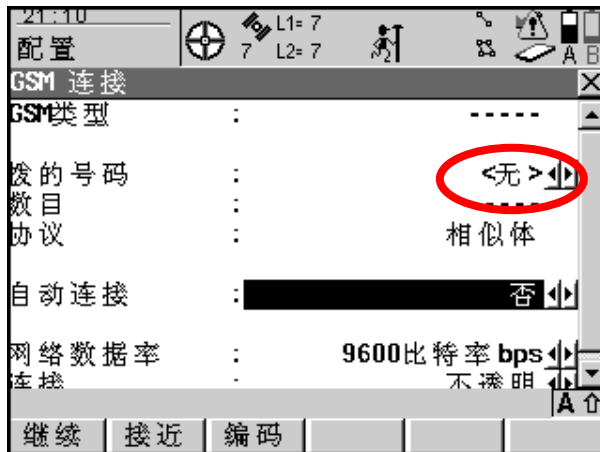 21:10
配置
L1= 7
7 L2= 7
A B
GSM 连接
GSM类型 : -----
拨的号码 : <无>
数目 : ----
协议 : 相似体
自动连接 : 否
网络数据率 : 9600比特率 bps
连接 : 不透明
A
继续 接近 编码